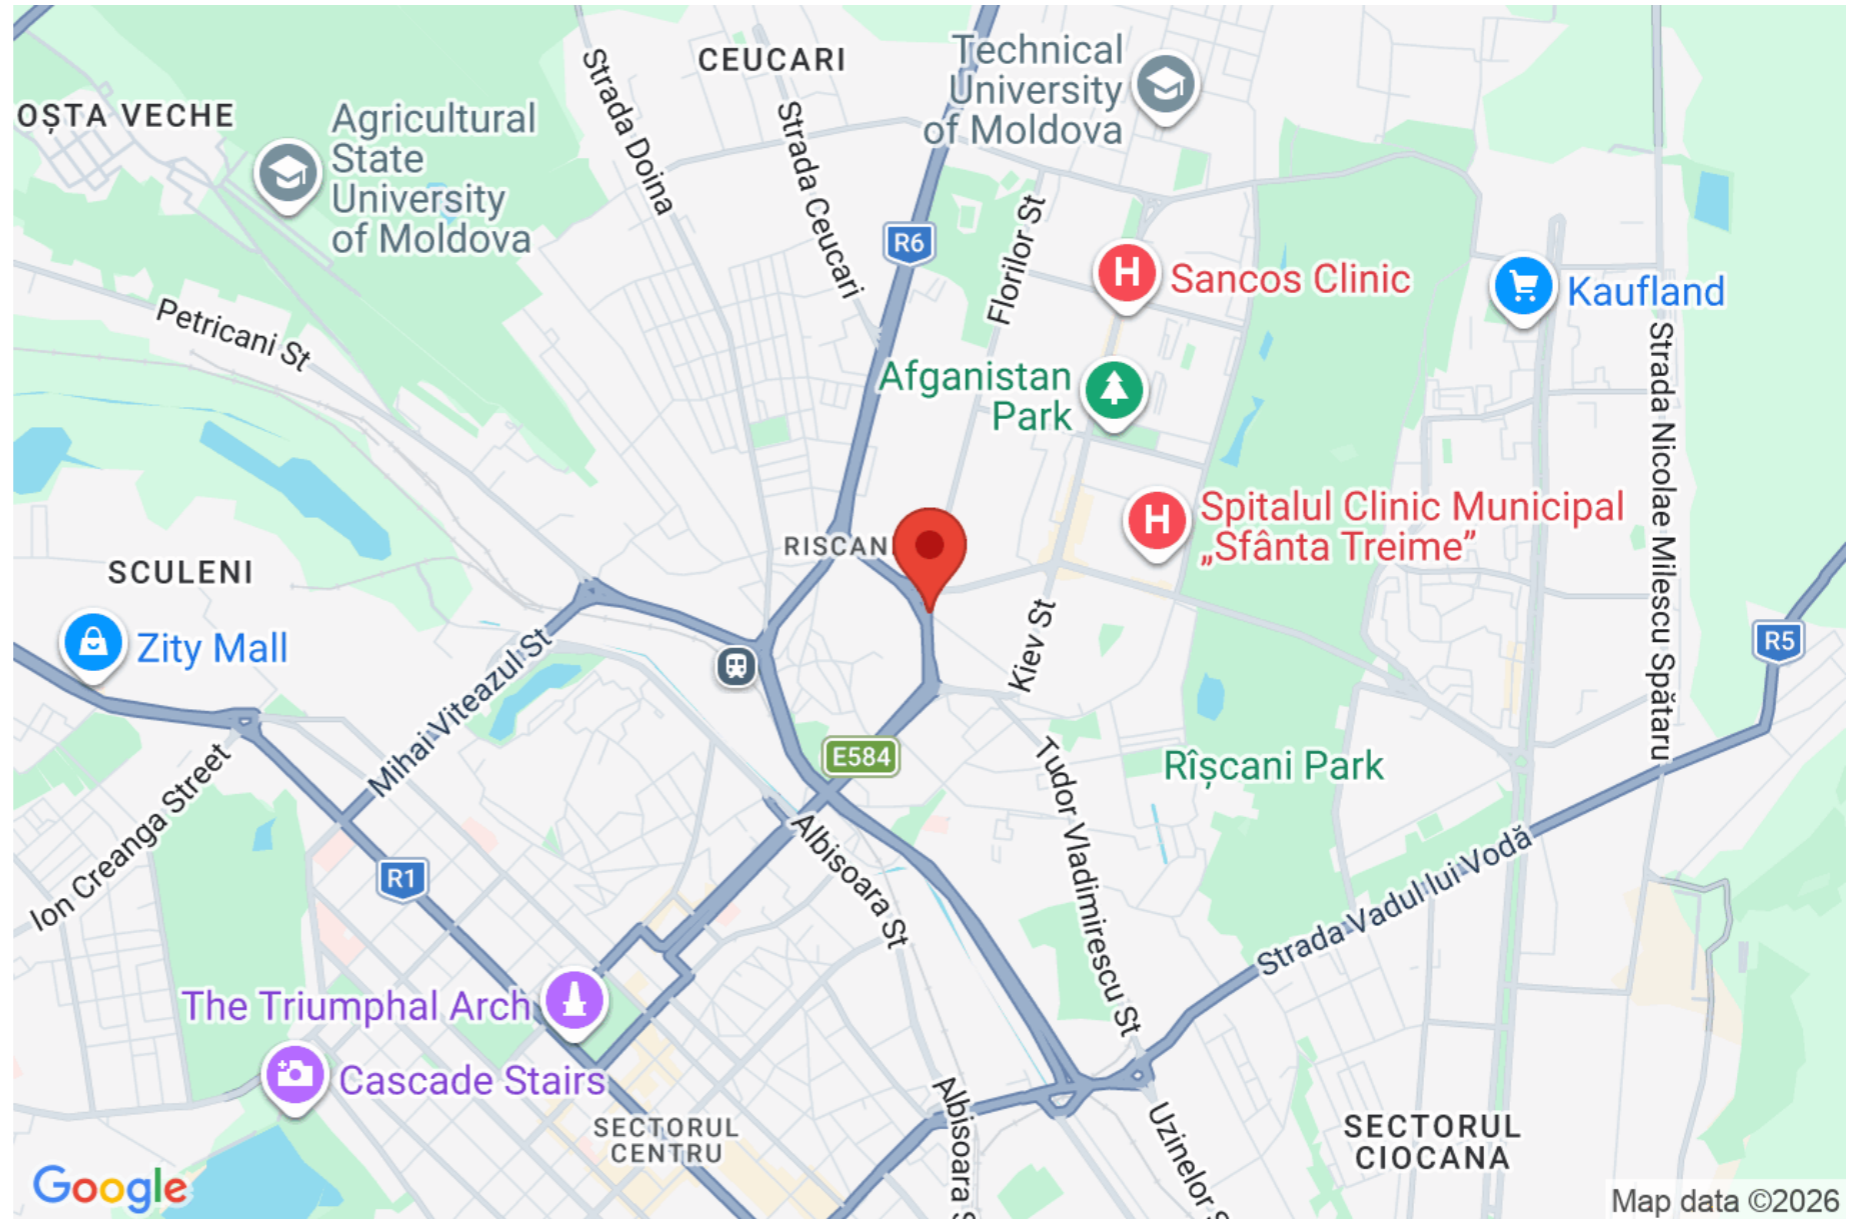 CEUCARI
Technical
University
of Moldova
OȘTA VECHE
Agricultural
State
University
of Moldova
Strada Doina
Strada Ceucari
R6
Florilor St
Sancos Clinic
Kaufland
Petricani St
Afganistan
Park
Strada Nicolae Milescu Spătaru
Spitalul Clinic Municipal
„Sfânta Treime”
RISCANI
SCULENI
Zity Mall
Kiev St
R5
Mihai Viteazul St
E584
Rîșcani Park
Tudor Vladimirescu St
Ion Creanga Street
R1
Albisoara St
Strada Vadul lui Vodă
The Triumphal Arch
Cascade Stairs
SECTORUL
CENTRU
Albisoara S
Uzinelor S
SECTORUL
CIOCANA
Google
Map data ©2026